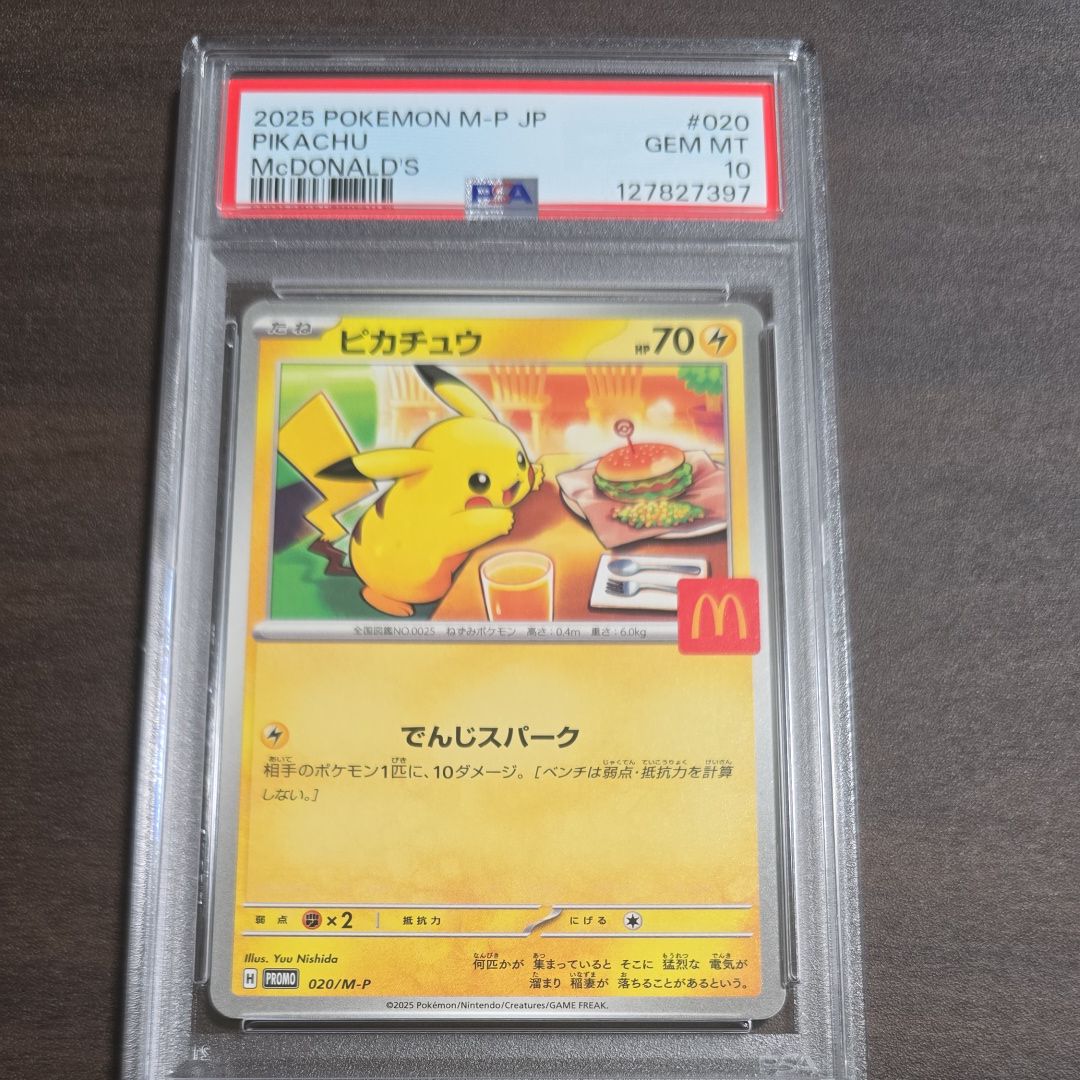 2025 POKEMON M-P JP #020
PIKACHU GEM MT
McDONALD'S 10
PSA 127827397
たね ピカチュウ HP70
M
全国図鑑NO.0025 ねずみポケモン 高さ:0.4m 重さ:6.0kg
でんじスパーク
相手のポケモン1匹に、10ダメージ。[ベンチは弱点・抵抗力を計算
しない。]
弱点 ×2 抵抗力 にげる
Illus. Yuu Nishida
何匹かが 集まっていると そこに 猛烈な 電気が
溜まり 稲妻が 落ちることがあるという。
H PROMO 020/M-P
©2025 Pokémon/Nintendo/Creatures/GAME FREAK.
PSA